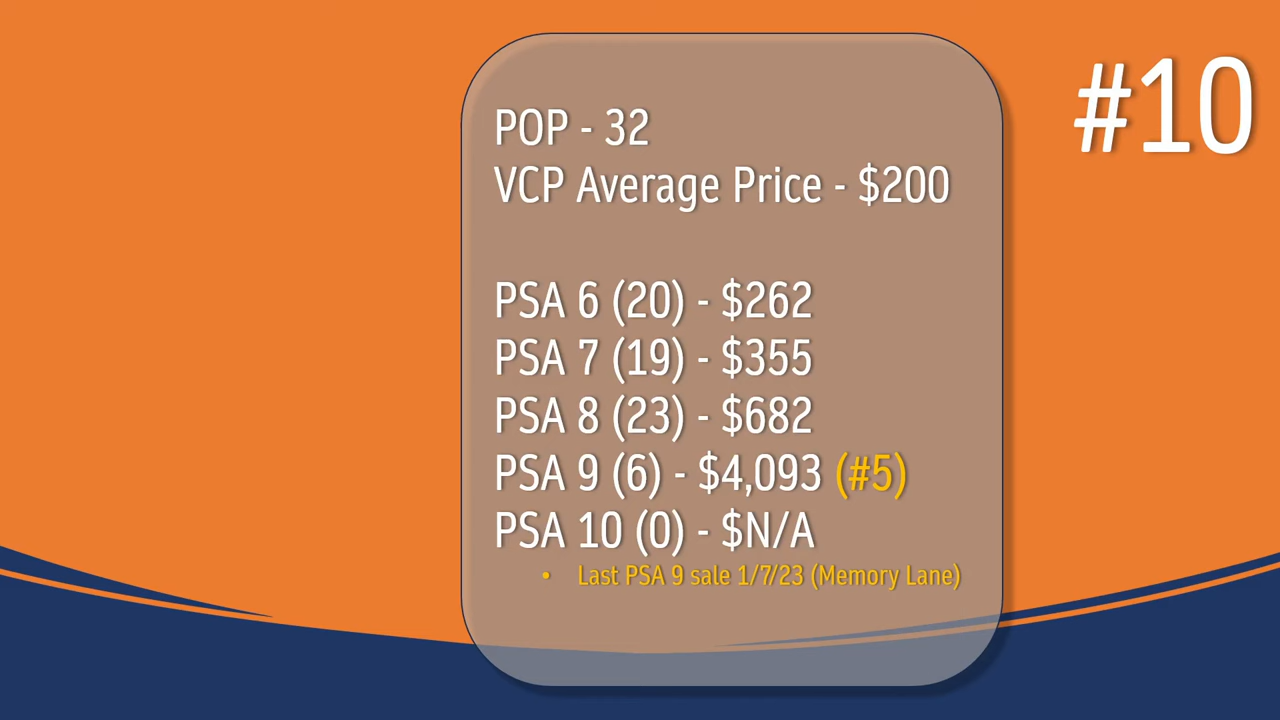 #10
POP - 32
VCP Average Price - $200
PSA 6 (20) - $262
PSA 7 (19) - $355
PSA 8 (23) - $682
PSA 9 (6) - $4,093 (#5)
PSA 10 (0) - $N/A
• Last PSA 9 sale 1/7/23 (Memory Lane)